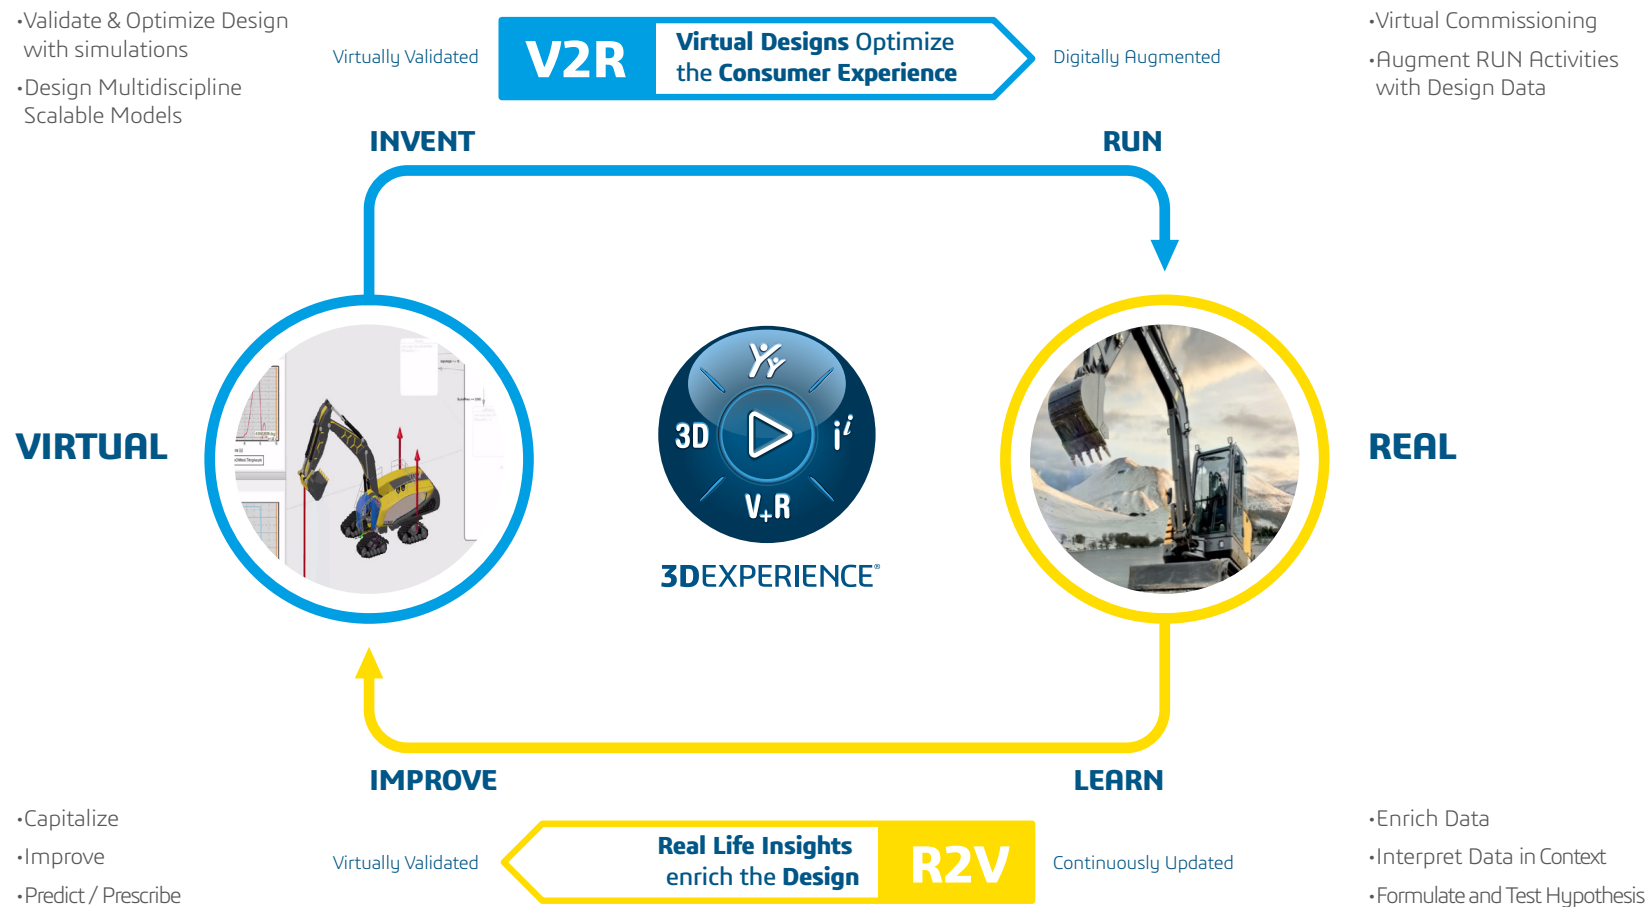 •Validate & Optimize Design
with simulations
•Design Multidiscipline
Scalable Models
Virtually Validated
V2R
Virtual Designs Optimize
the Consumer Experience
Digitally Augmented
•Virtual Commissioning
•Augment RUN Activities
with Design Data
INVENT
RUN
VIRTUAL
3D
i i
V+R
3DEXPERIENCE®
REAL
IMPROVE
LEARN
•Capitalize
•Improve
•Predict / Prescribe
Virtually Validated
Real Life Insights
enrich the Design
R2V
Continuously Updated
•Enrich Data
•Interpret Data in Context
•Formulate and Test Hypothesis